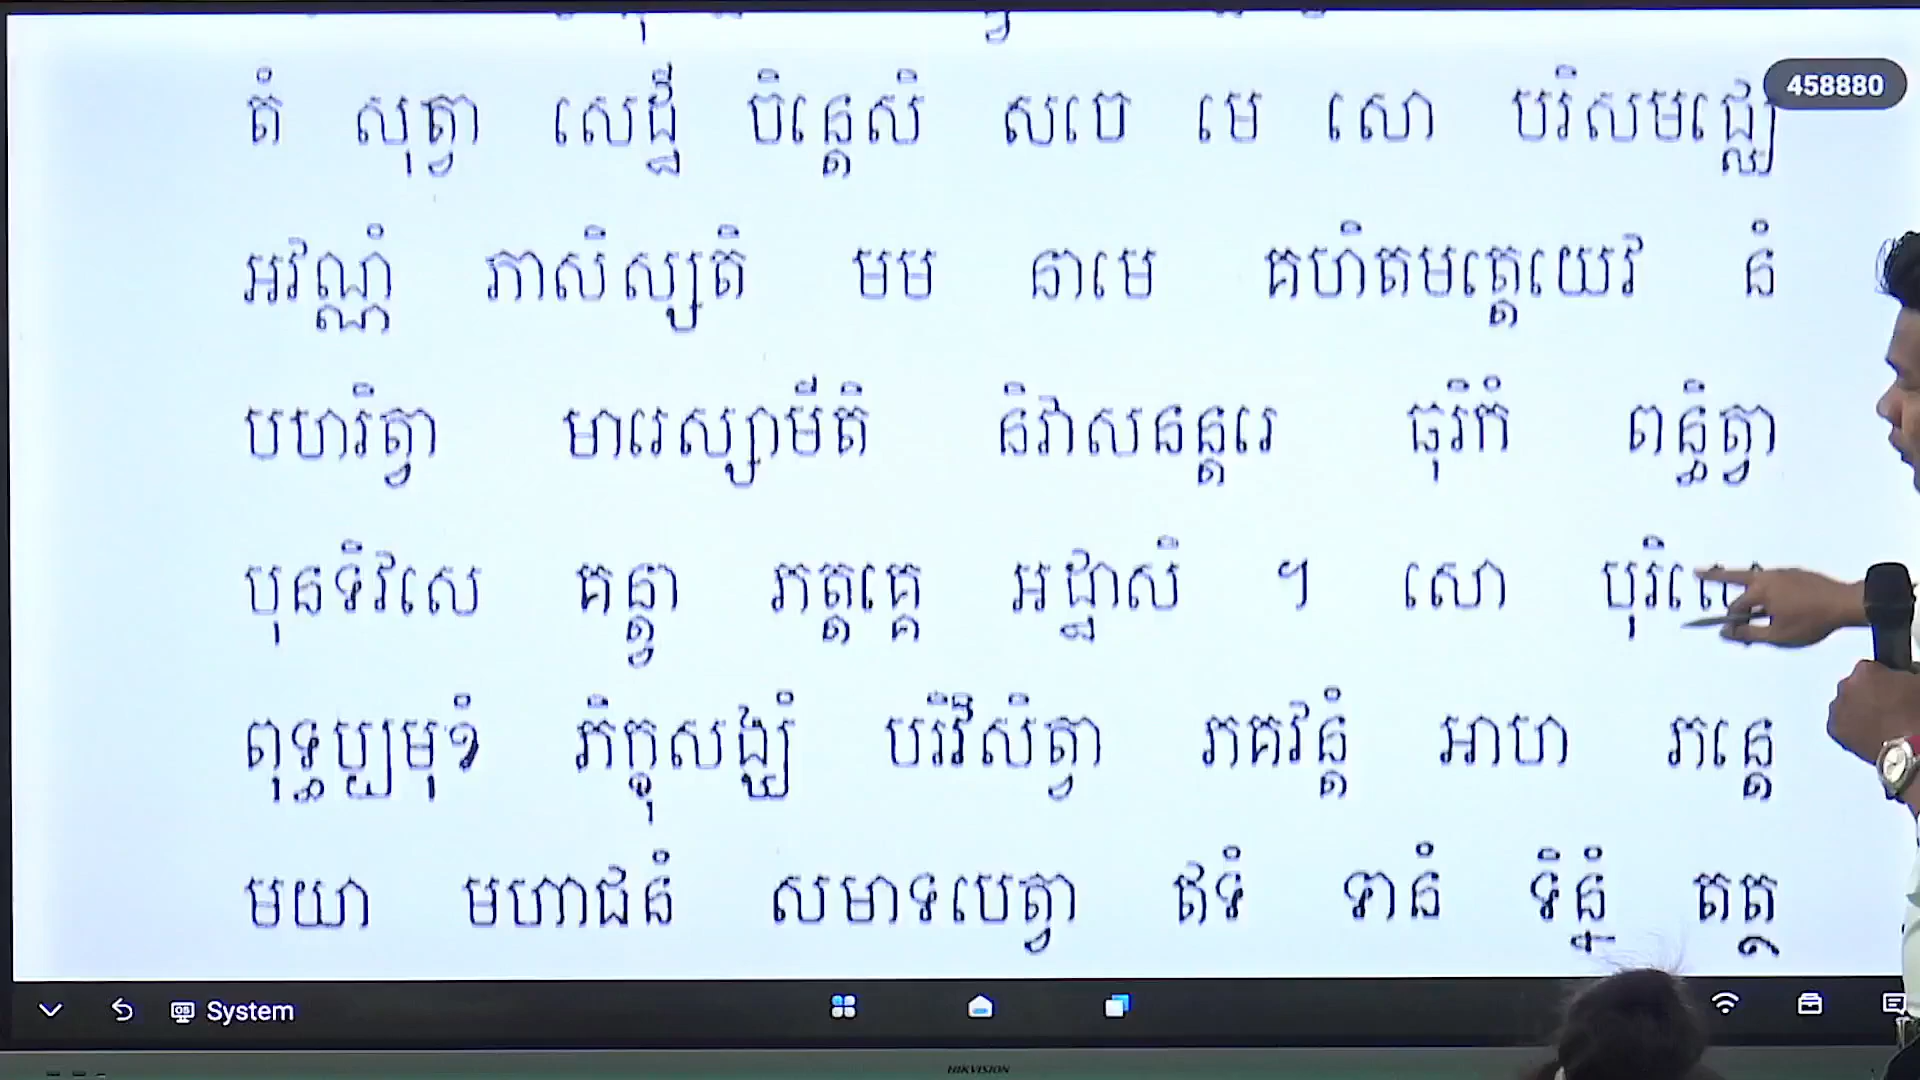 458880
តំ សុត្វា សេដ្ឋី ចិន្តេសិ សចេ មេ សោ បរិសមជ្ឈេ
អវណ្ណំ ភាសិស្សតិ មម នាមេ គហិតមត្តេយេវ នំ
បហរិត្វា មារេស្សាមីតិ និវាសនន្តរេ ធុរិកំ ពន្ធិត្វា
បុនទិវសេ គន្ត្វា ភត្តគ្គេ អដ្ឋាសិ ។ សោ
ពុទ្ធប្បមុខំ ភិក្ខុសង្ឃំ បរិវិសិត្វា ភគវន្តំ អាហ ភន្តេ
មយា មហាជនំ សមាទបេត្វា ឥទំ ទានំ ទិន្នំ តត្ថ
System
HIKVISION